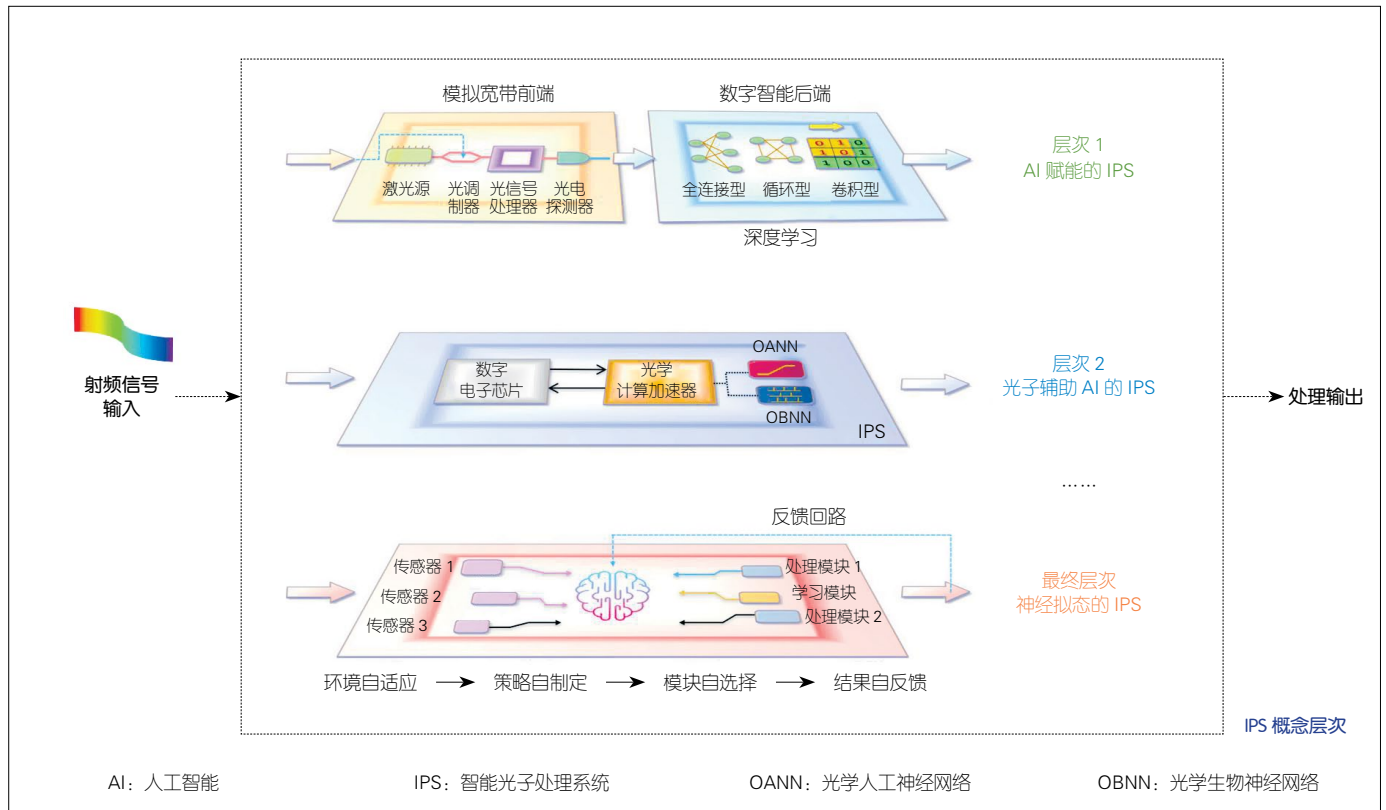 模拟宽带前端
数字智能后端
激光源
光调
制器
光信号
处理器
光电
探测器
0 1 0
1 0 1
1 0 0
全连接型
循环型
卷积型
深度学习
层次 1
AI 赋能的 IPS
射频信号
输入
数字
电子芯片
光学
计算加速器
OANN
OBNN
IPS
层次 2
光子辅助 AI 的 IPS
处理输出
……
反馈回路
传感器 1
传感器 2
传感器 3
处理模块 1
学习模块
处理模块 2
最终层次
神经拟态的 IPS
环境自适应
策略自制定
模块自选择
结果自反馈
IPS 概念层次
AI：人工智能
IPS：智能光子处理系统
OANN：光学人工神经网络
OBNN：光学生物神经网络